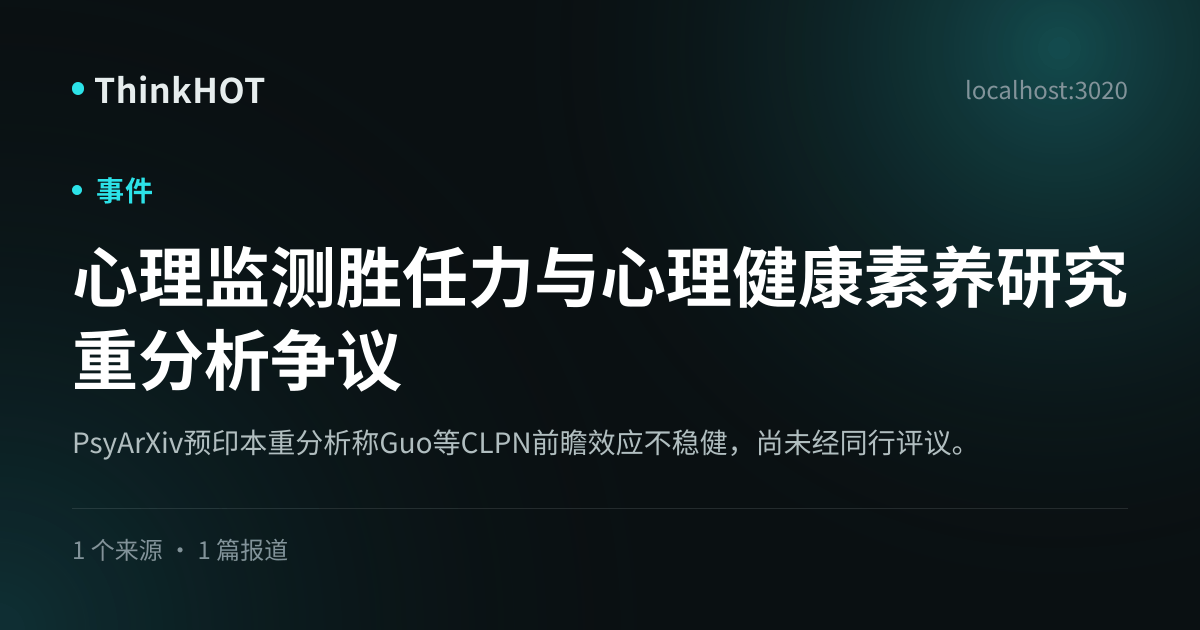 ThinkHOT
localhost:3020
事件
心理监测胜任力与心理健康素养研究
重分析争议
PsyArXiv预印本重分析称Guo等CLPN前瞻效应不稳健，尚未经同行评议。
1 个来源 · 1 篇报道